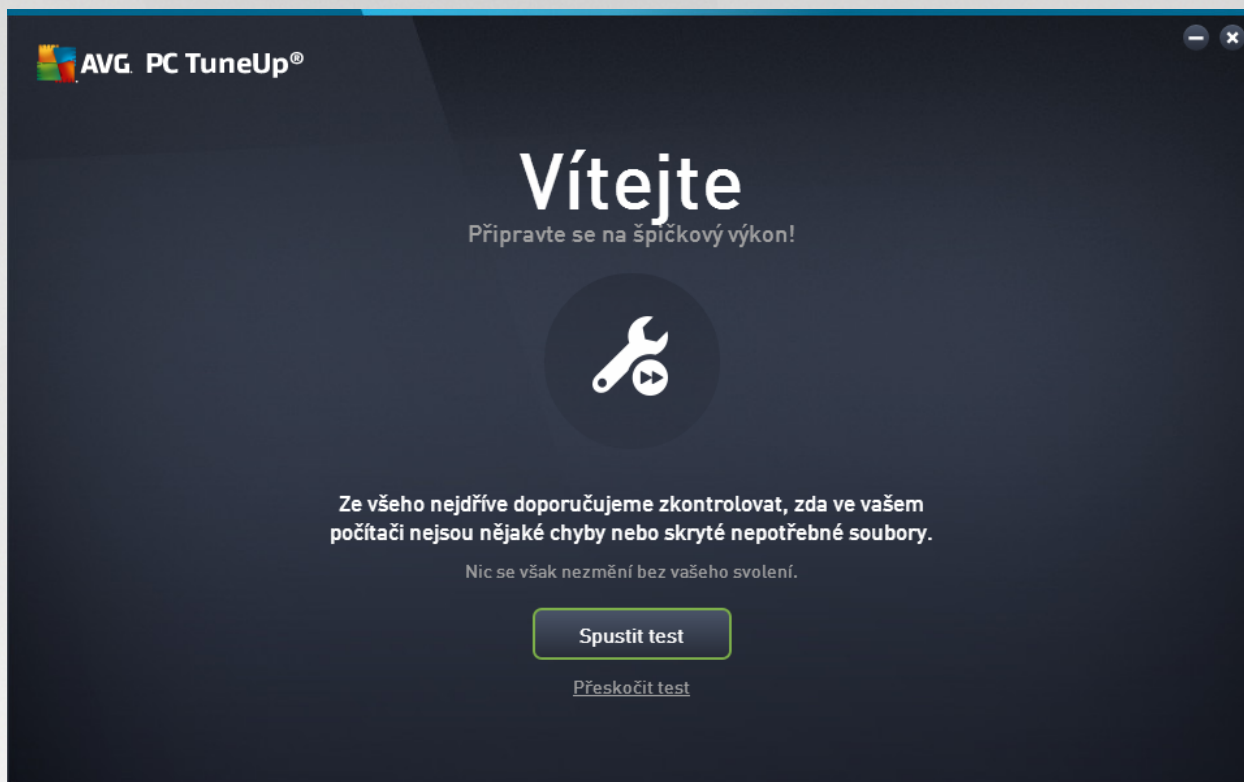 AVG. PC TuneUp®
Vítejte
Připravte se na špičkový výkon!
Ze všeho nejdříve doporučujeme zkontrolovat, zda ve vašem
počítači nejsou nějaké chyby nebo skryté nepotřebné soubory.
Nic se však nezmění bez vašeho svolení.
Spustit test
Přeskočit test